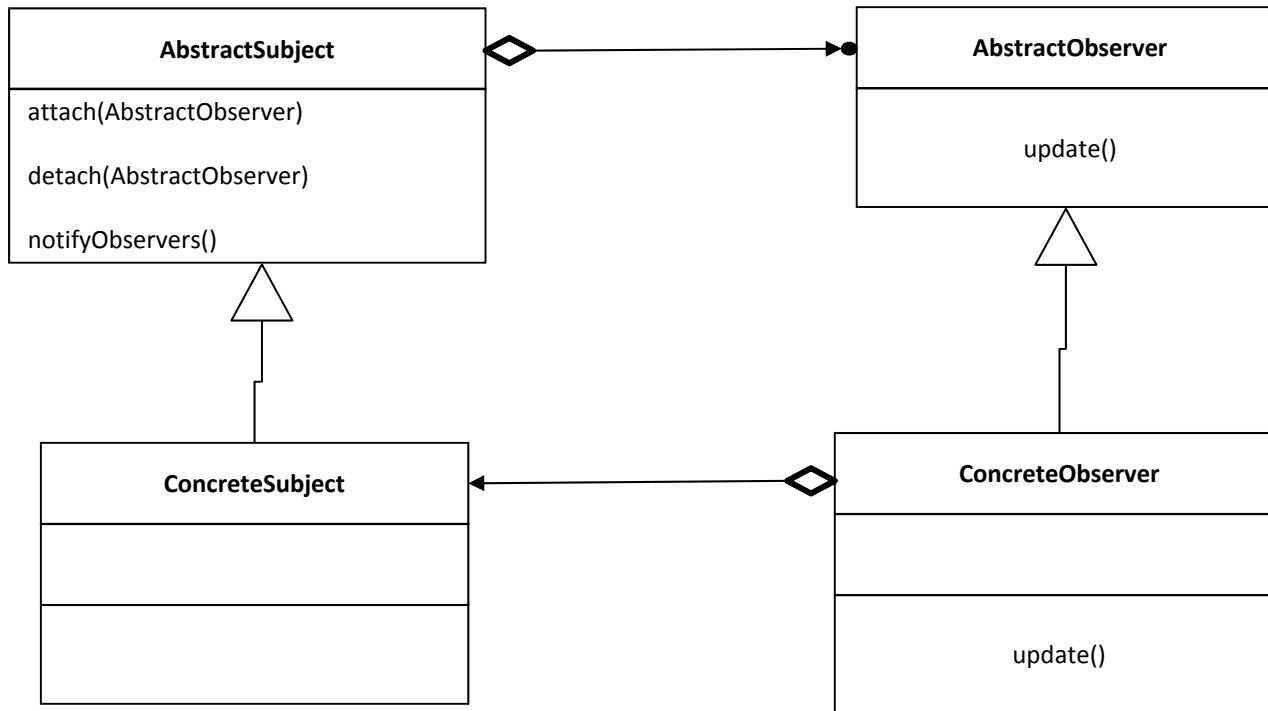 AbstractSubject
attach(AbstractObserver)
detach(AbstractObserver)
notifyObservers()
AbstractObserver
update()
ConcreteSubject
ConcreteObserver
update()